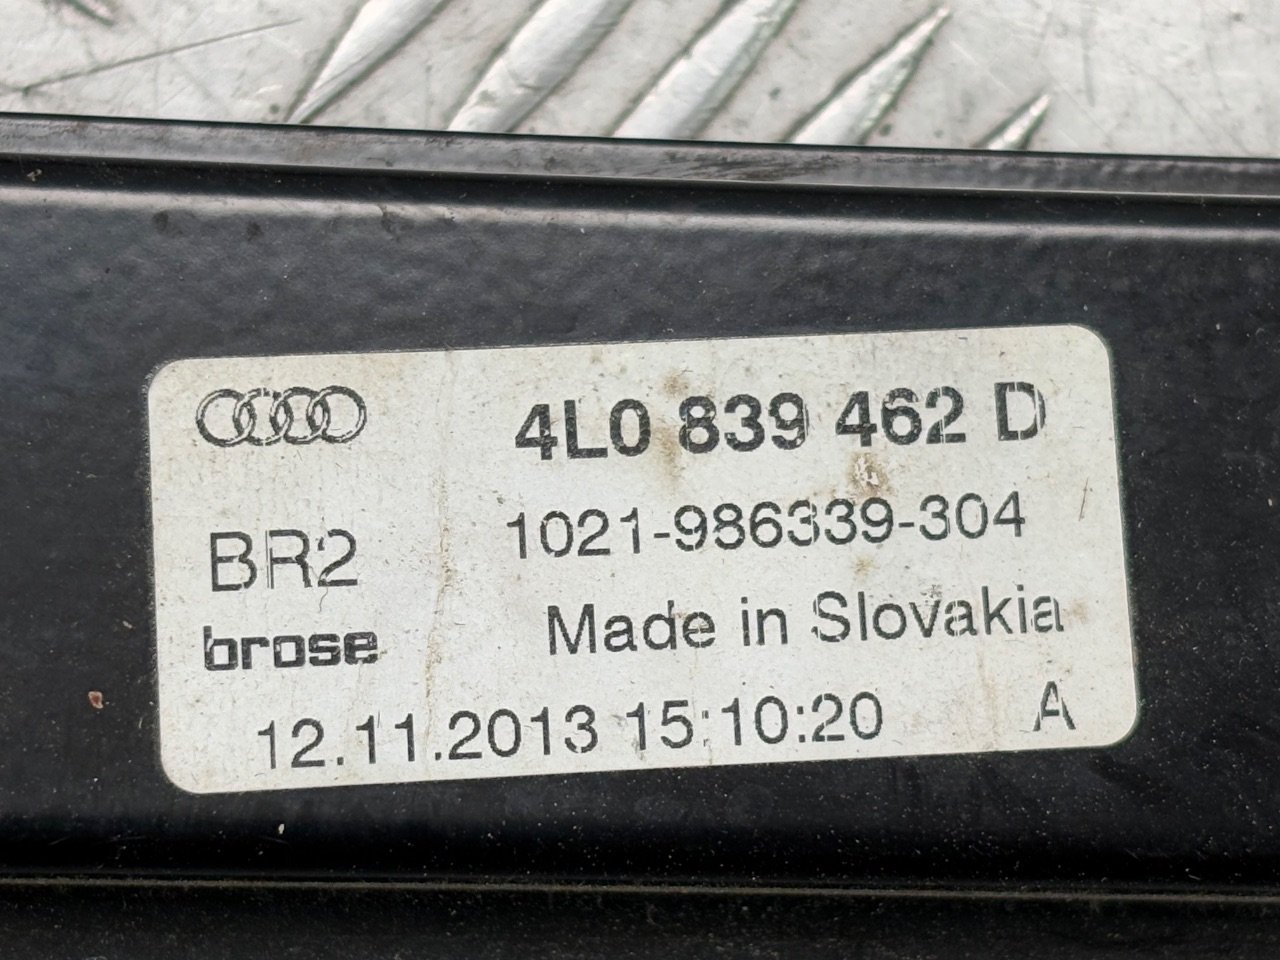 4L0 839 462 D
BR2 1021-986339-304
brose Made in Slovakia
12.11.2013 15:10:20 A